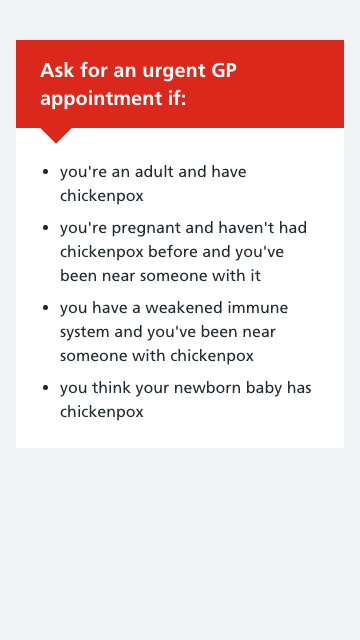 Ask for an urgent GP
appointment if:
you're an adult and have
chickenpox
you're pregnant and haven't had
chickenpox before and you've
been near someone with it
you have a weakened immune
system and you've been near
someone with chickenpox
you think your newborn baby has
chickenpox